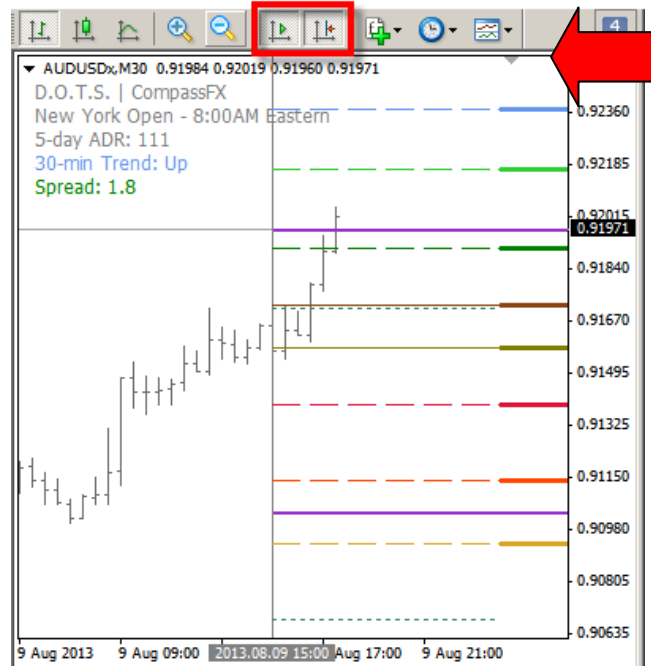 4
AUDUSDx,M30 0.91984 0.92019 0.91960 0.91971
D.O.T.S. | CompassFX
New York Open - 8:00AM Eastern
5-day ADR: 111
30-min Trend: Up
Spread: 1.8
0.92360
0.92185
0.92015
0.91971
0.91840
0.91670
0.91495
0.91325
0.91150
0.90980
0.90805
0.90635
9 Aug 2013 9 Aug 09:00 2013.08.09 15:00 Aug 17:00 9 Aug 21:00